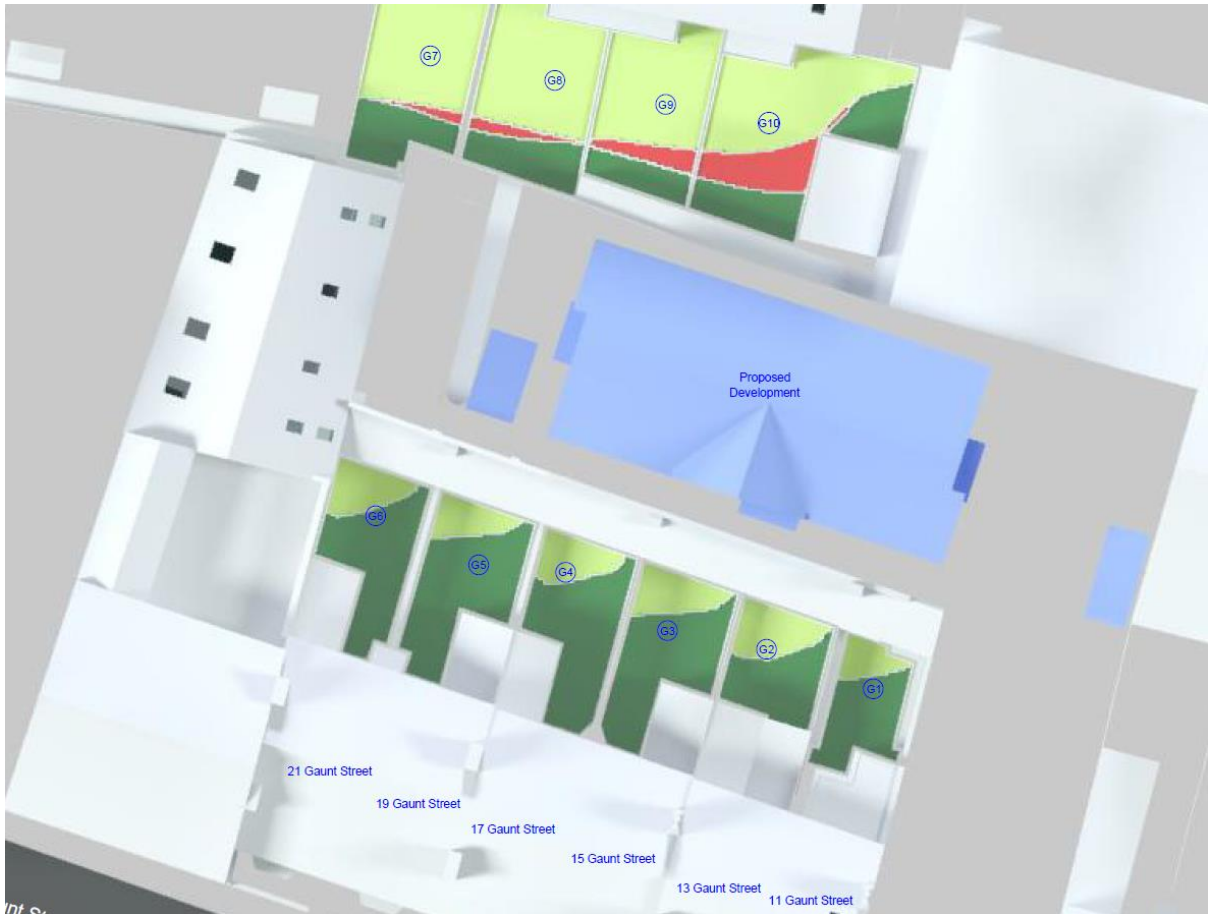 G7
G8
G9
G10
Proposed
Development
G6
G5
G4
G3
G2
G1
21 Gaunt Street
19 Gaunt Street
17 Gaunt Street
15 Gaunt Street
13 Gaunt Street
11 Gaunt Street